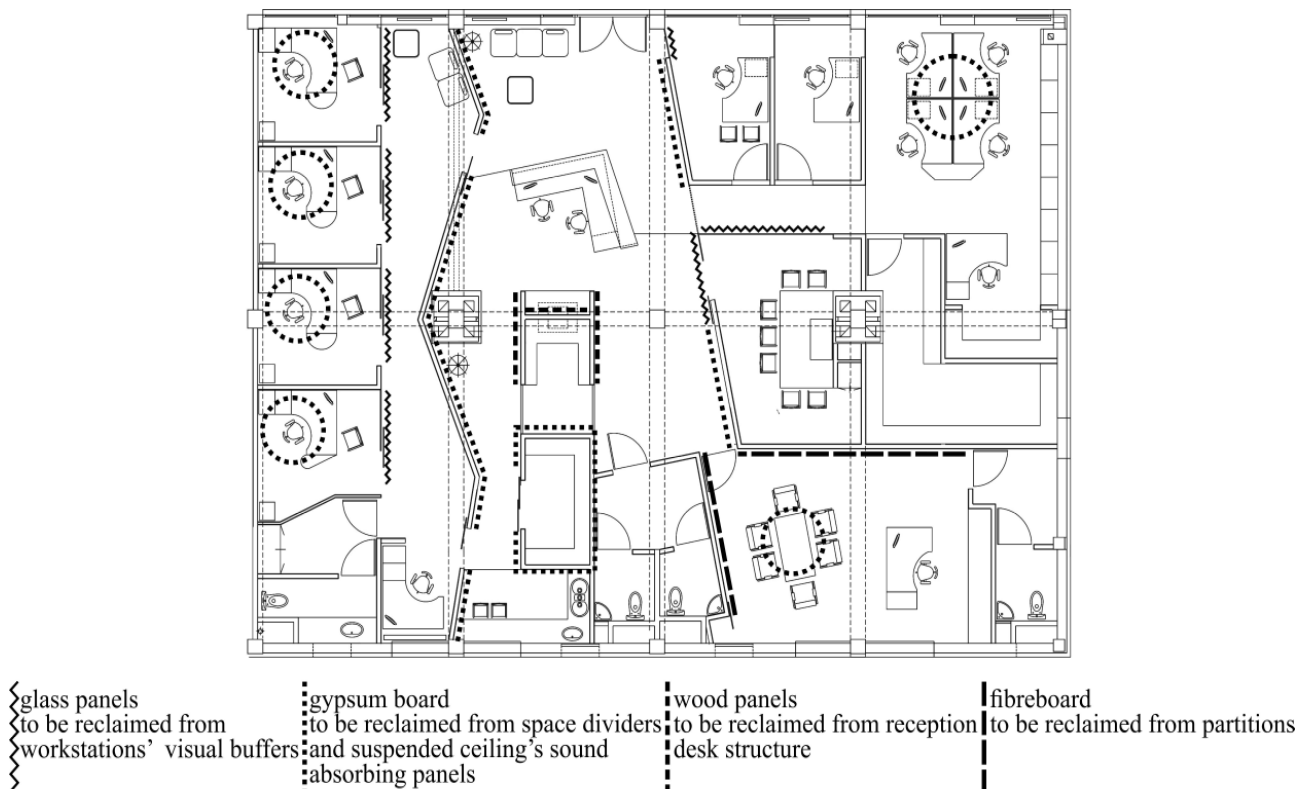 glass panels
to be reclaimed from
workstations’ visual buffers
gypsum board
to be reclaimed from space dividers
and suspended ceiling’s sound
absorbing panels
wood panels
to be reclaimed from reception
desk structure
fibreboard
to be reclaimed from partitions